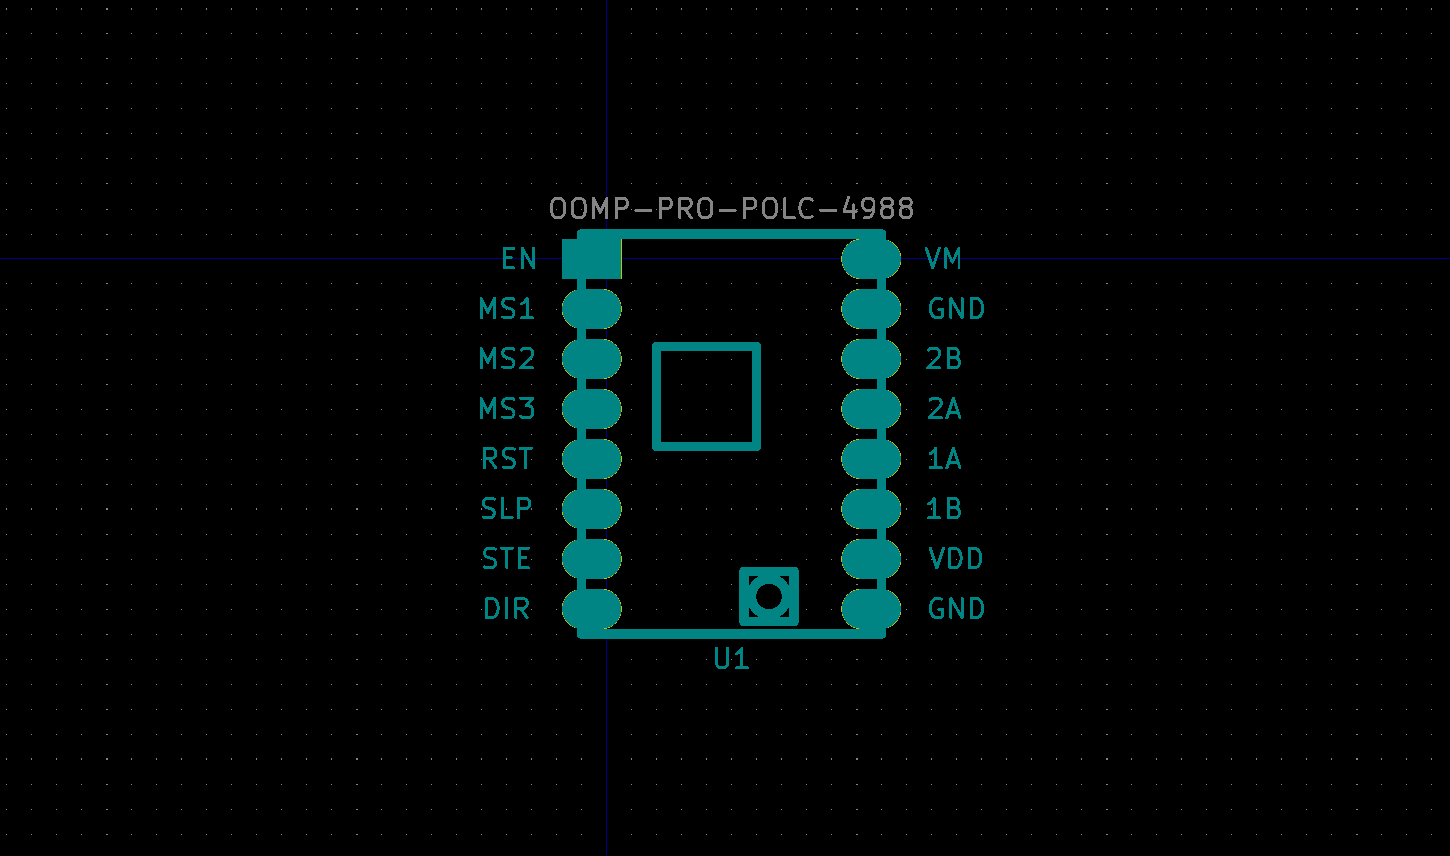 OOMP-PRO-POLC-4988
EN VM
MS1 GND
MS2 2B
MS3 2A
RST 1A
SLP 1B
STE VDD
DIR GND
U1